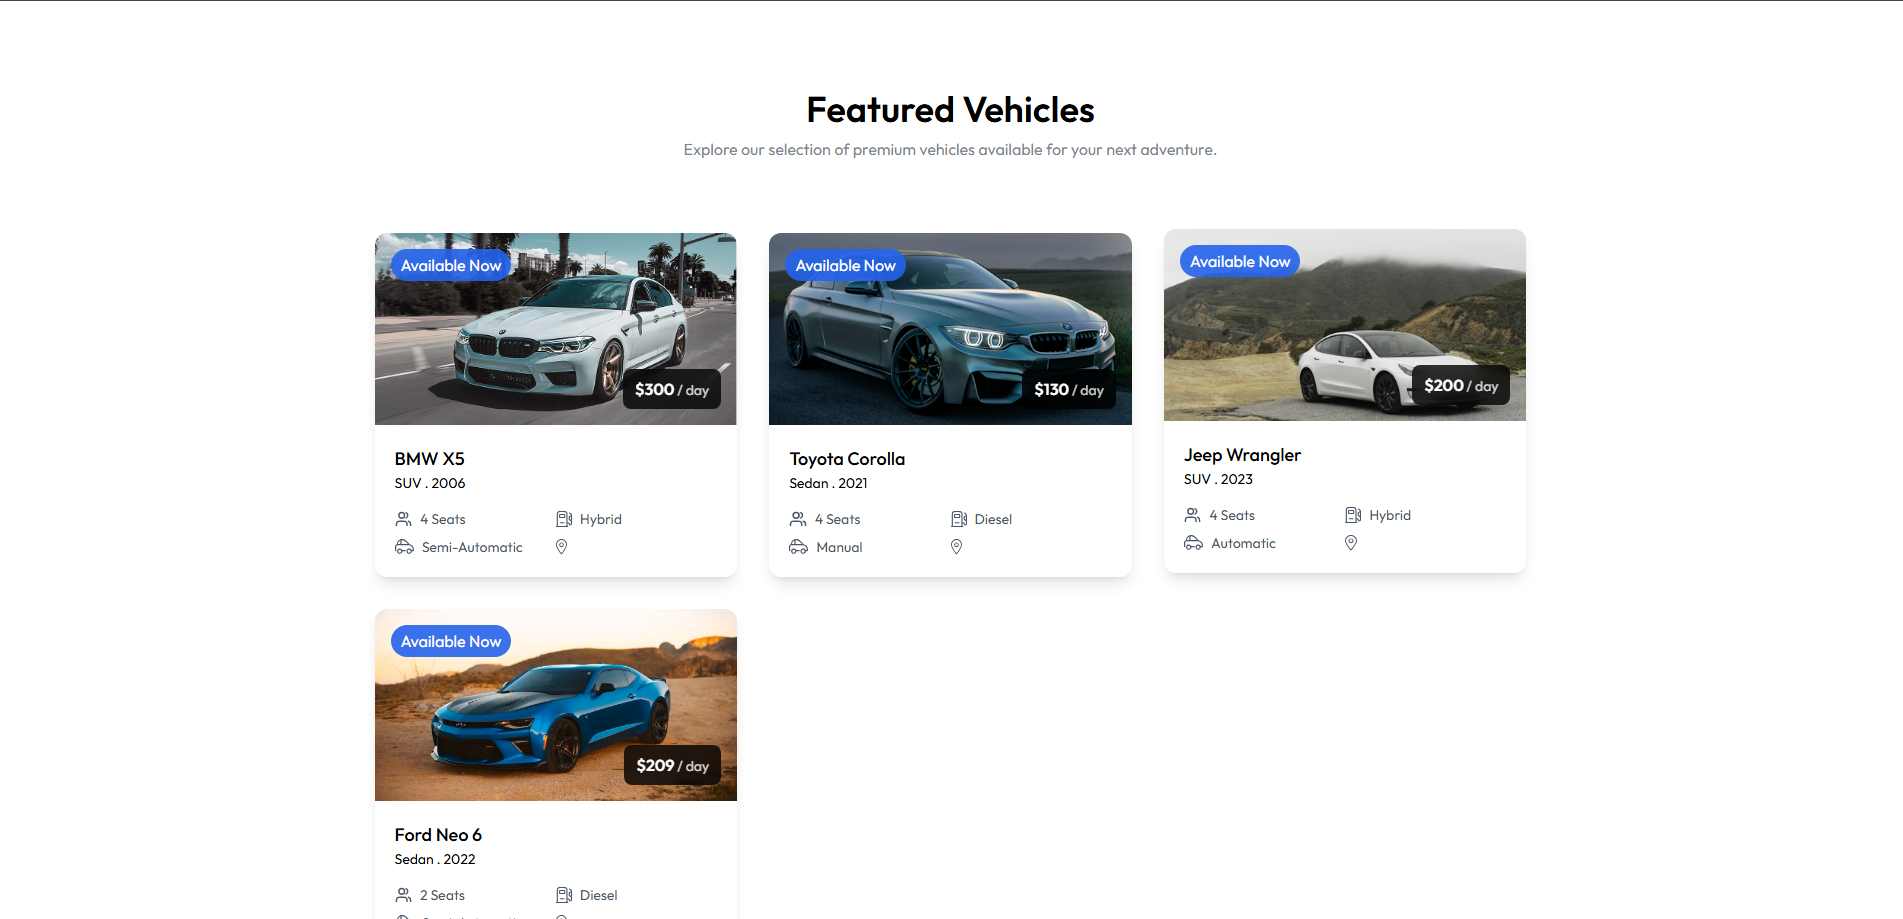 Featured Vehicles
Explore our selection of premium vehicles available for your next adventure.
Available Now
$300 / day
BMW X5
SUV . 2006
4 Seats
Hybrid
Semi-Automatic
Available Now
$130 / day
Toyota Corolla
Sedan . 2021
4 Seats
Diesel
Manual
Available Now
$200 / day
Jeep Wrangler
SUV . 2023
4 Seats
Hybrid
Automatic
Available Now
$209 / day
Ford Neo 6
Sedan . 2022
2 Seats
Diesel